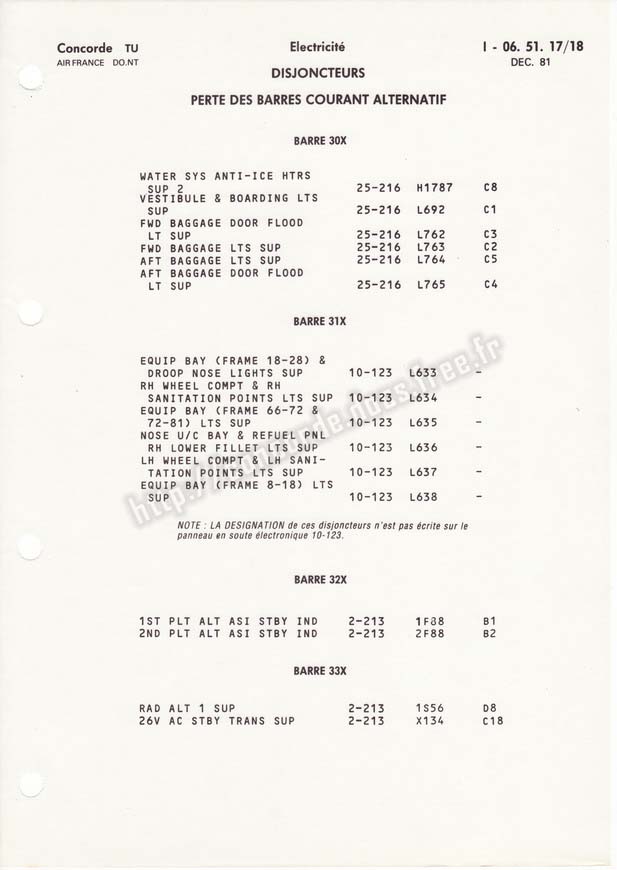 Concorde TU Electricité I - 06. 51. 17/18
AIR FRANCE DO.NT DEC. 81
DISJONCTEURS
PERTE DES BARRES COURANT ALTERNATIF
BARRE 30X
WATER SYS ANTI-ICE HTRS
SUP 2 25-216 H1787 C8
VESTIBULE & BOARDING LTS
SUP 25-216 L692 C1
FWD BAGGAGE DOOR FLOOD
LT SUP 25-216 L762 C3
FWD BAGGAGE LTS SUP 25-216 L763 C2
AFT BAGGAGE LTS SUP 25-216 L764 C5
AFT BAGGAGE DOOR FLOOD
LT SUP 25-216 L765 C4
BARRE 31X
EQUIP BAY (FRAME 18-28) &
DROOP NOSE LIGHTS SUP 10-123 L633 -
RH WHEEL COMPT & RH
SANITATION POINTS LTS SUP 10-123 L634 -
EQUIP BAY (FRAME 66-72 &
72-81) LTS SUP 10-123 L635 -
NOSE U/C BAY & REFUEL PNL
RH LOWER FILLET LTS SUP 10-123 L636 -
LH WHEEL COMPT & LH SANI-
TATION POINTS LTS SUP 10-123 L637 -
EQUIP BAY (FRAME 8-18) LTS
SUP 10-123 L638 -
NOTE : LA DESIGNATION de ces disjoncteurs n'est pas écrite sur le
panneau en soute électronique 10-123.
BARRE 32X
1ST PLT ALT ASI STBY IND 2-213 1F88 B1
2ND PLT ALT ASI STBY IND 2-213 2F88 B2
BARRE 33X
RAD ALT 1 SUP 2-213 1S56 D8
26V AC STBY TRANS SUP 2-213 X134 C18
http://concorde.docs.free.fr